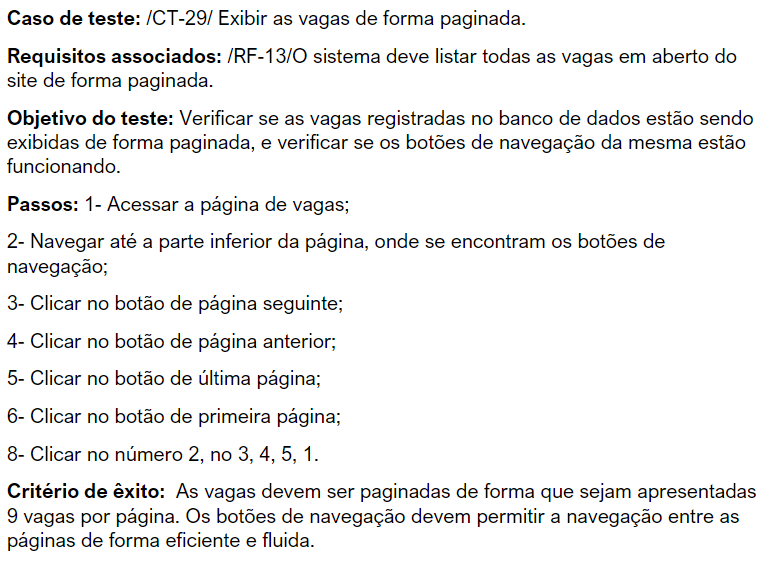 Caso de teste: /CT-29/ Exibir as vagas de forma paginada.
Requisitos associados: /RF-13/O sistema deve listar todas as vagas em aberto do
site de forma paginada.
Objetivo do teste: Verificar se as vagas registradas no banco de dados estão sendo
exibidas de forma paginada, e verificar se os botões de navegação da mesma estão
funcionando.
Passos: 1- Acessar a página de vagas;
2- Navegar até a parte inferior da página, onde se encontram os botões de
navegação;
3- Clicar no botão de página seguinte;
4- Clicar no botão de página anterior;
5- Clicar no botão de última página;
6- Clicar no botão de primeira página;
8- Clicar no número 2, no 3, 4, 5, 1.
Critério de êxito:  As vagas devem ser paginadas de forma que sejam apresentadas
9 vagas por página. Os botões de navegação devem permitir a navegação entre as
páginas de forma eficiente e fluida.